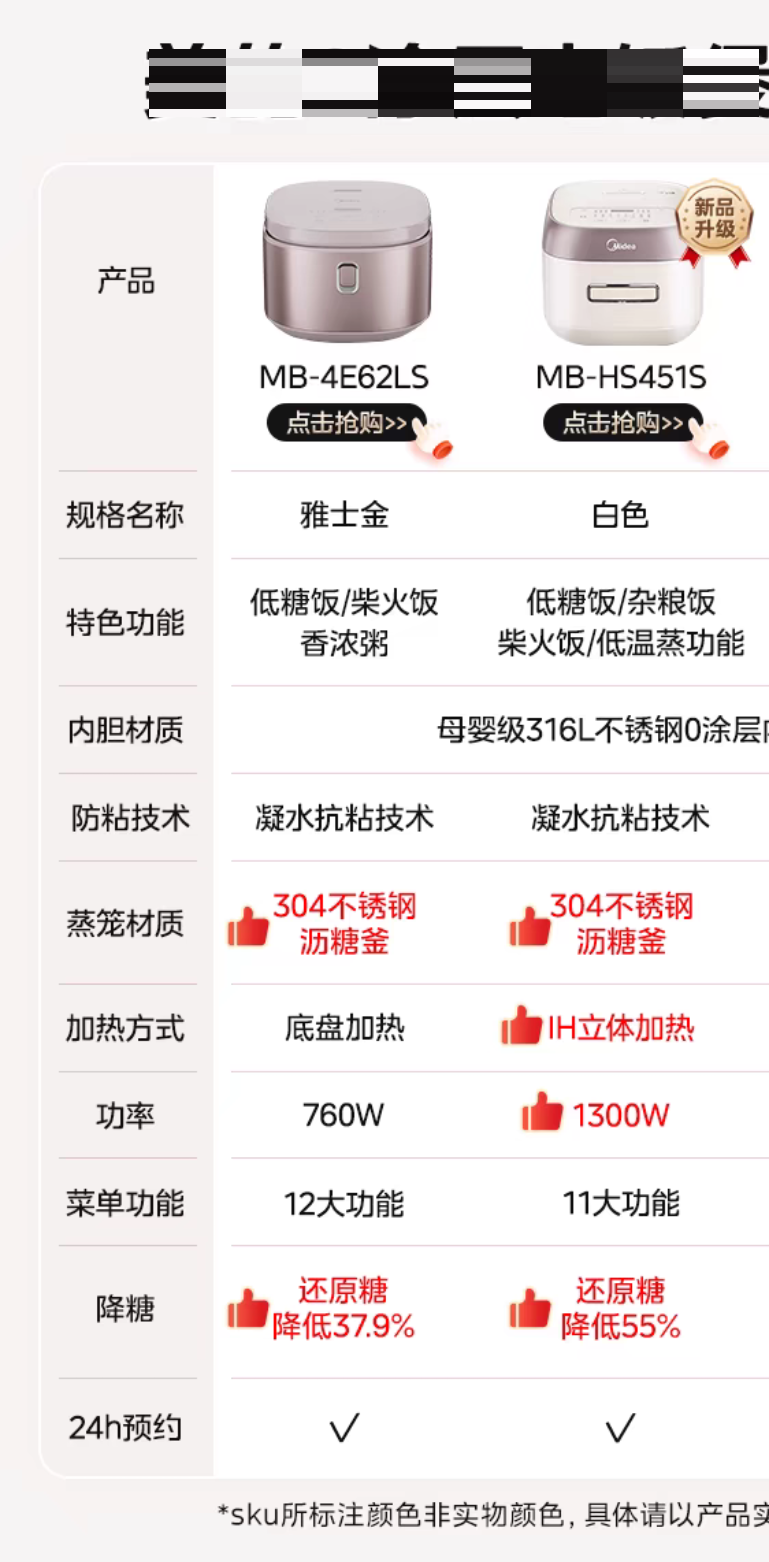 新品
升级
Midea
产品
MB-4E62LS
MB-HS451S
点击抢购>>
点击抢购>>
规格名称
雅士金
白色
特色功能
低糖饭/柴火饭
香浓粥
低糖饭/杂粮饭
柴火饭/低温蒸功能
内胆材质
母婴级316L不锈钢0涂层
防粘技术
凝水抗粘技术
凝水抗粘技术
蒸笼材质
304不锈钢
沥糖釜
304不锈钢
沥糖釜
加热方式
底盘加热
IH立体加热
功率
760W
1300W
菜单功能
12大功能
11大功能
降糖
还原糖
降低37.9%
还原糖
降低55%
24h预约
*sku所标注颜色非实物颜色，具体请以产品实